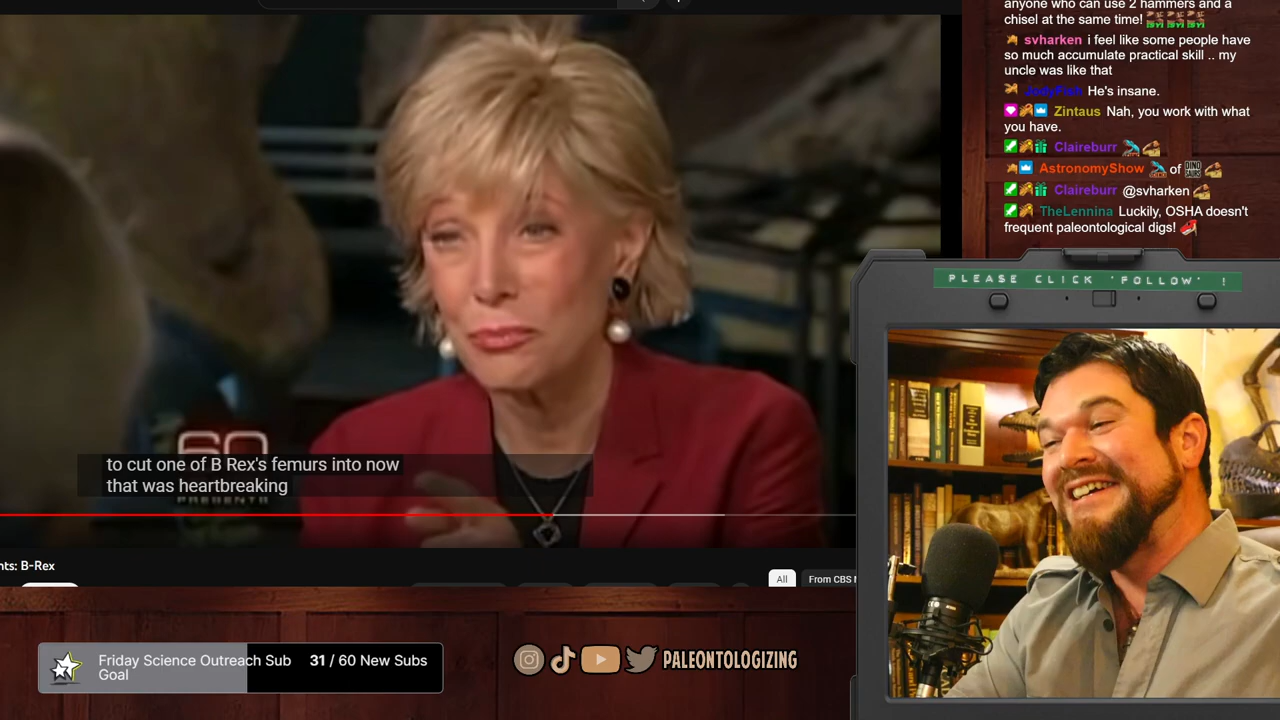 anyone who can use 2 hammers and a
chisel at the same time!
svharken i feel like some people have
so much accumulate practical skill .. my
uncle was like that
JodyFish He's insane.
Zintaus Nah, you work with what
you have.
Claireburr
AstronomyShow of
Claireburr @svharken
TheLennina Luckily, OSHA doesn't
frequent paleontological digs!
PLEASE CLICK "FOLLOW" !
60
PRESENTS
to cut one of B Rex's femurs into now
that was heartbreaking
nts: B-Rex
All
From CBS
Friday Science Outreach Sub
Goal
31 / 60 New Subs
PALEONTOLOGIZING